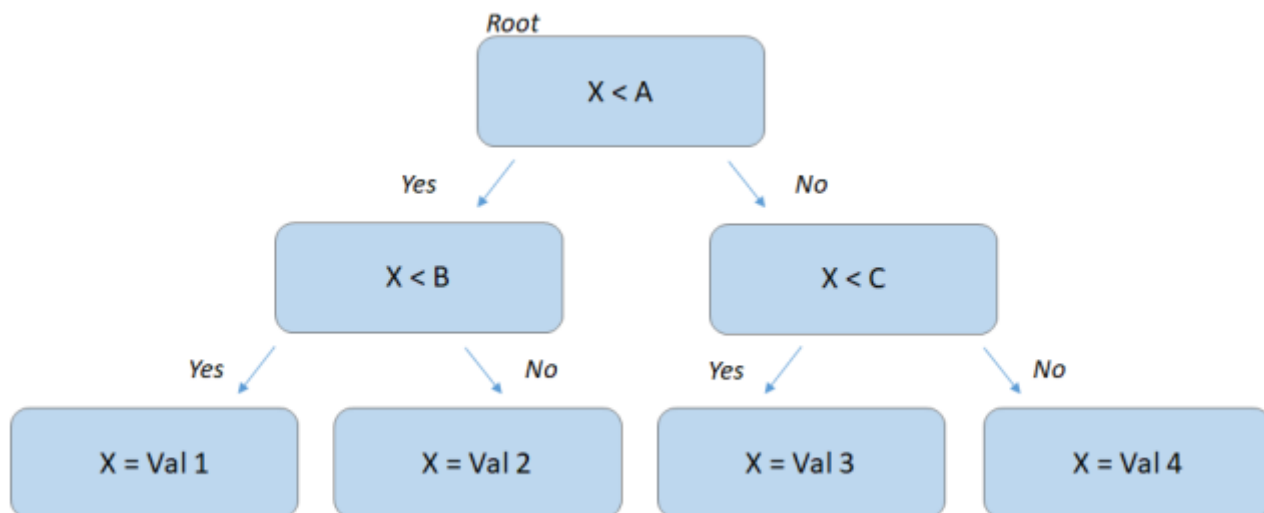 Root
X < A
Yes
No
X < B
X < C
Yes
No
Yes
No
X = Val 1
X = Val 2
X = Val 3
X = Val 4